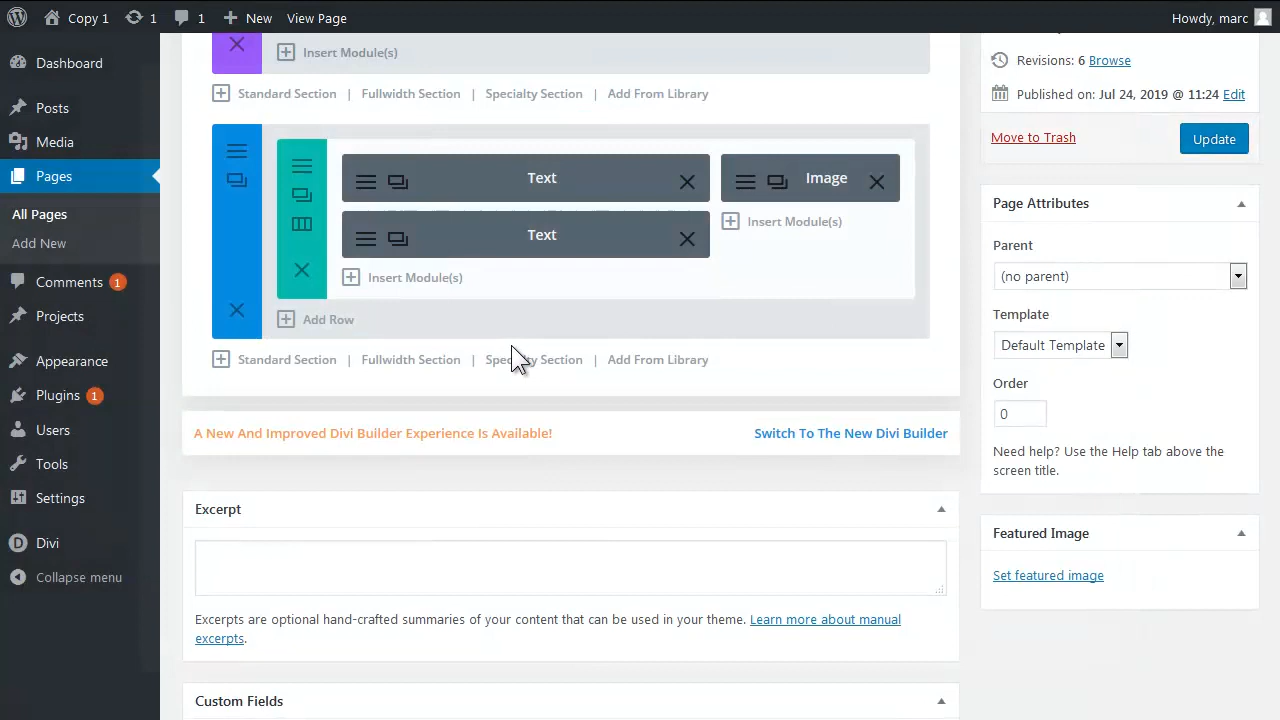 Copy 1
1
1
New
View Page
Howdy, marc
Dashboard
Posts
Media
Pages
All Pages
Add New
Comments 1
Projects
Appearance
Plugins 1
Users
Tools
Settings
Divi
Collapse menu
Insert Module(s)
Standard Section | Fullwidth Section | Specialty Section | Add From Library
Text
Image
Text
Insert Module(s)
Insert Module(s)
Add Row
Standard Section | Fullwidth Section | Specialty Section | Add From Library
A New And Improved Divi Builder Experience Is Available!
Switch To The New Divi Builder
Excerpt
Excerpts are optional hand-crafted summaries of your content that can be used in your theme. Learn more about manual
excerpts.
Custom Fields
Revisions: 6 Browse
Published on: Jul 24, 2019 @ 11:24 Edit
Move to Trash
Update
Page Attributes
Parent
(no parent)
Template
Default Template
Order
0
Need help? Use the Help tab above the
screen title.
Featured Image
Set featured image